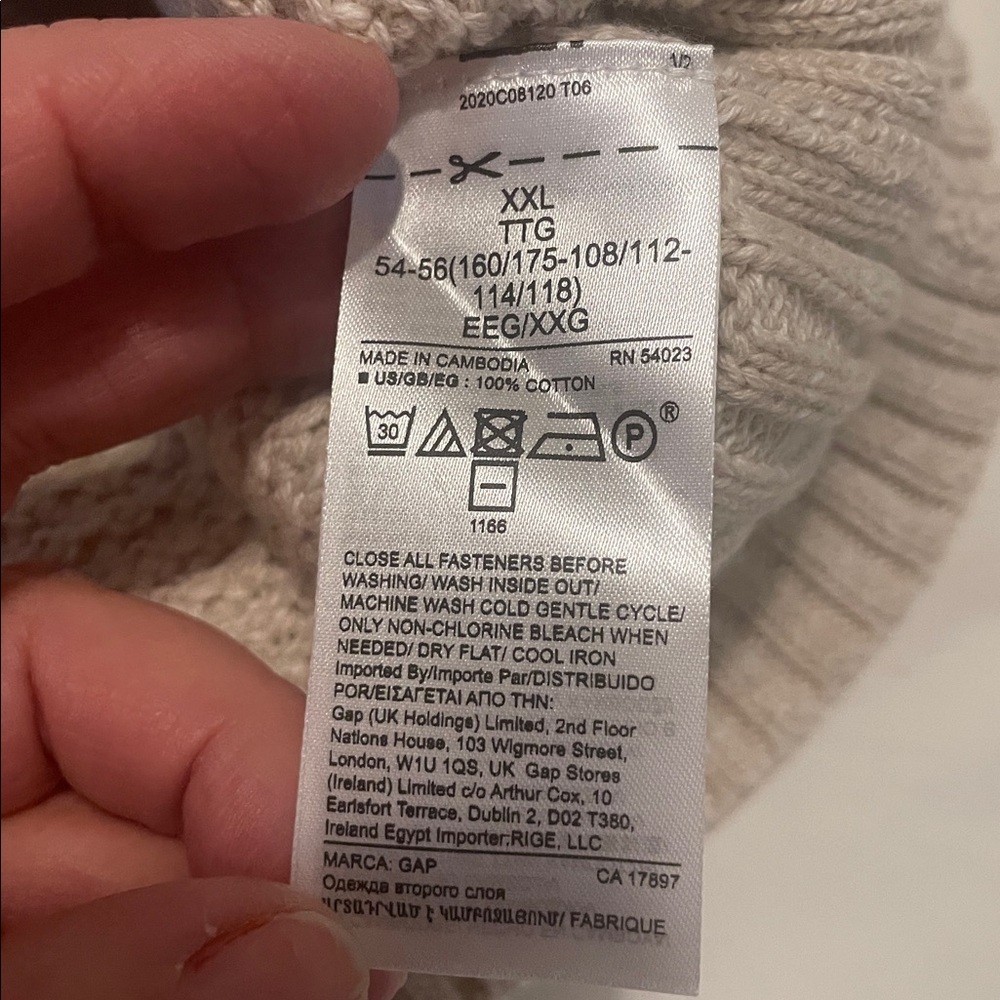 1/2
2020C08120 T06
XXL
TTG
54-56(160/175-108/112-
114/118)
EEG/XXG
MADE IN CAMBODIA RN 54023
US/GB/EG : 100% COTTON
30 P ®
1166
CLOSE ALL FASTENERS BEFORE
WASHING/ WASH INSIDE OUT/
MACHINE WASH COLD GENTLE CYCLE/
ONLY NON-CHLORINE BLEACH WHEN
NEEDED/ DRY FLAT/ COOL IRON
Imported By/Importe Par/DISTRIBUIDO
POR/ΕΙΣΑΓΕΤΑΙ ΑΠΟ ΤΗΝ:
Gap (UK Holdings) Limited, 2nd Floor
Nations House, 103 Wigmore Street,
London, W1U 1QS, UK Gap Stores
(Ireland) Limited c/o Arthur Cox, 10
Earlsfort Terrace, Dublin 2, D02 T380,
Ireland Egypt Importer:RIGE, LLC
MARCA: GAP CA 17897
Одежда второго слоя
ԱՐՏԱԴՐՎԱԾ Է ԿԱՄԲՈՋԱՅՈՒՄ/ FABRIQUE